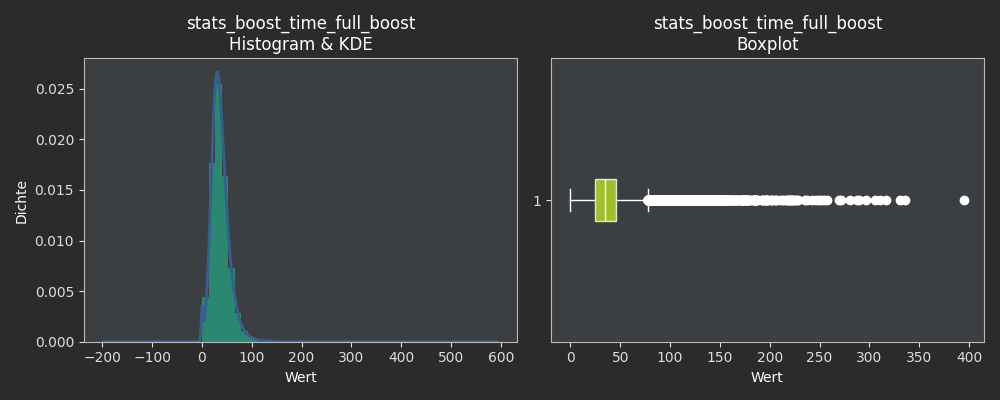 stats_boost_time_full_boost
Histogram & KDE
Dichte
0.025
0.020
0.015
0.010
0.005
0.000
−200 −100 0 100 200 300 400 500 600
Wert
stats_boost_time_full_boost
Boxplot
1
0 50 100 150 200 250 300 350 400
Wert